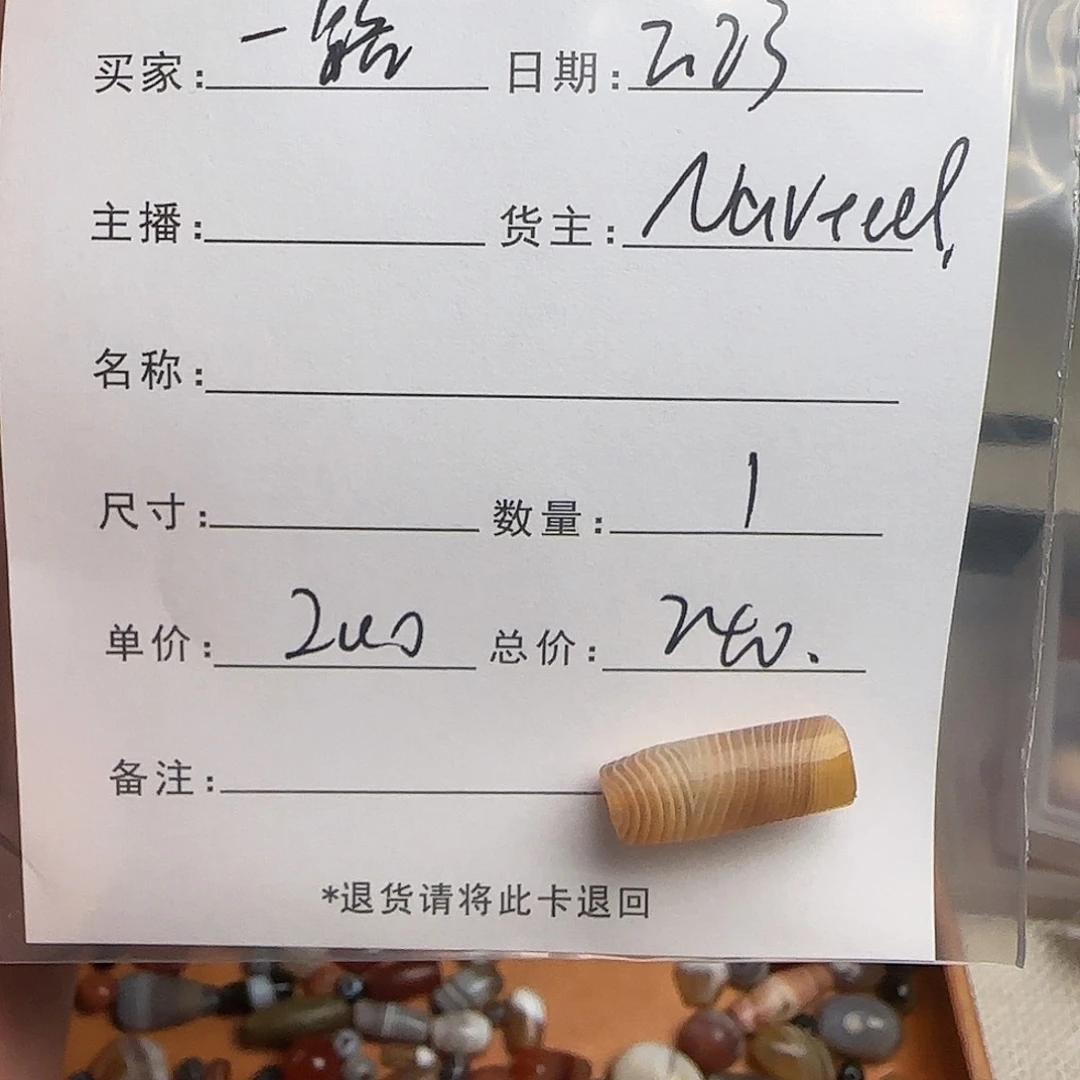 买家： 日期：
主播： 货主：Naveed.
名称：
尺寸： 数量：1
单价： 总价：
备注：
*退货请将此卡退回